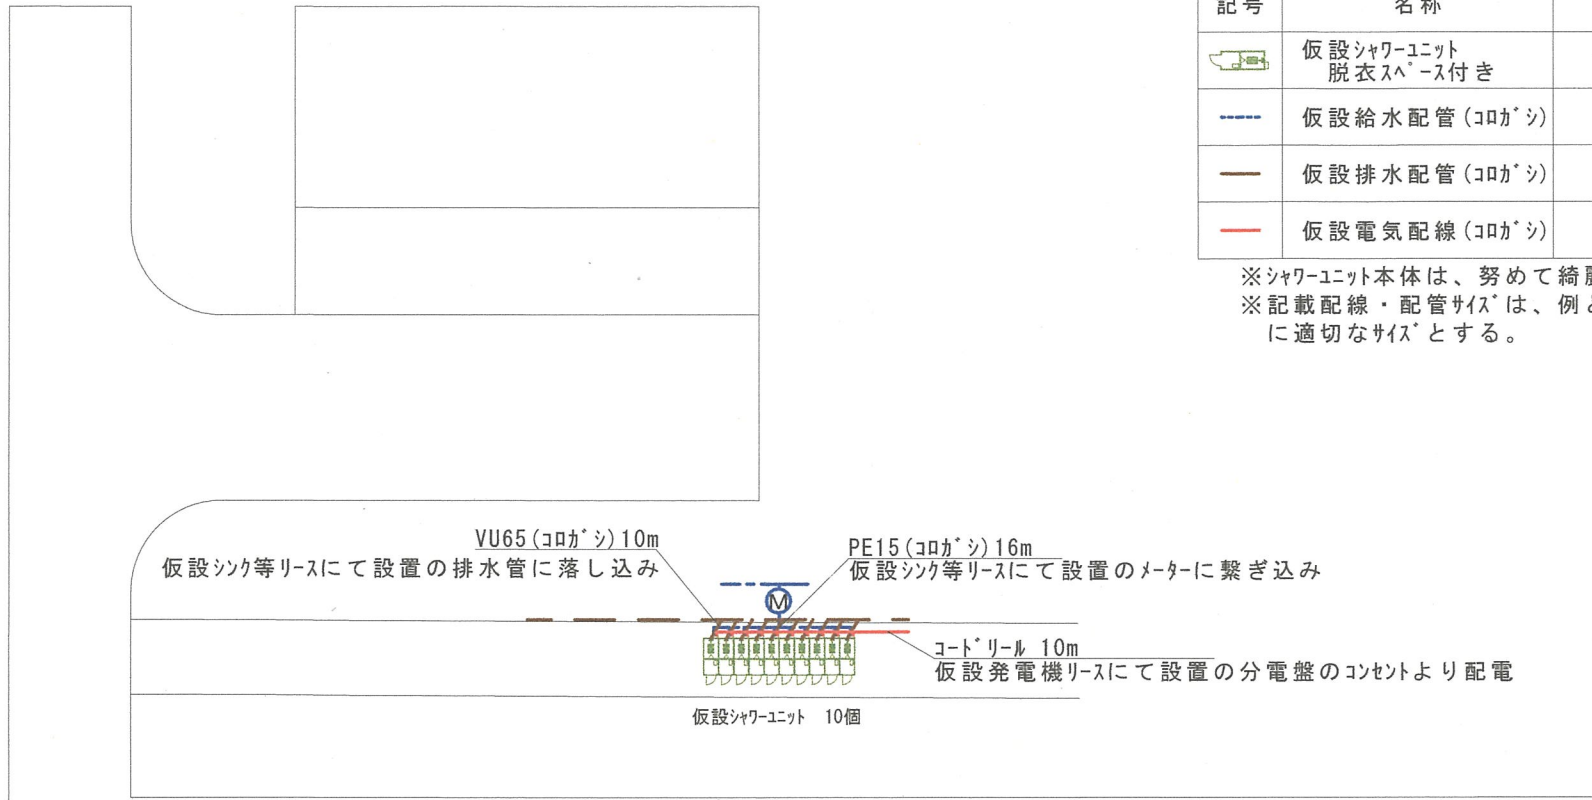 記号 名称
仮設シャワーユニット
脱衣スペース付き
仮設給水配管(コロガシ)
仮設排水配管(コロガシ)
仮設電気配線(コロガシ)
※シャワーユニット本体は、努めて綺
※記載配線・配管サイズは、例
に適切なサイズとする。
VU65(コロガシ)10m
仮設シンク等リースにて設置の排水管に落し込み
PE15(コロガシ)16m
仮設シンク等リースにて設置のメーターに繋ぎ込み
M
コードリール 10m
仮設発電機リースにて設置の分電盤のコンセントより配電
仮設シャワーユニット 10個